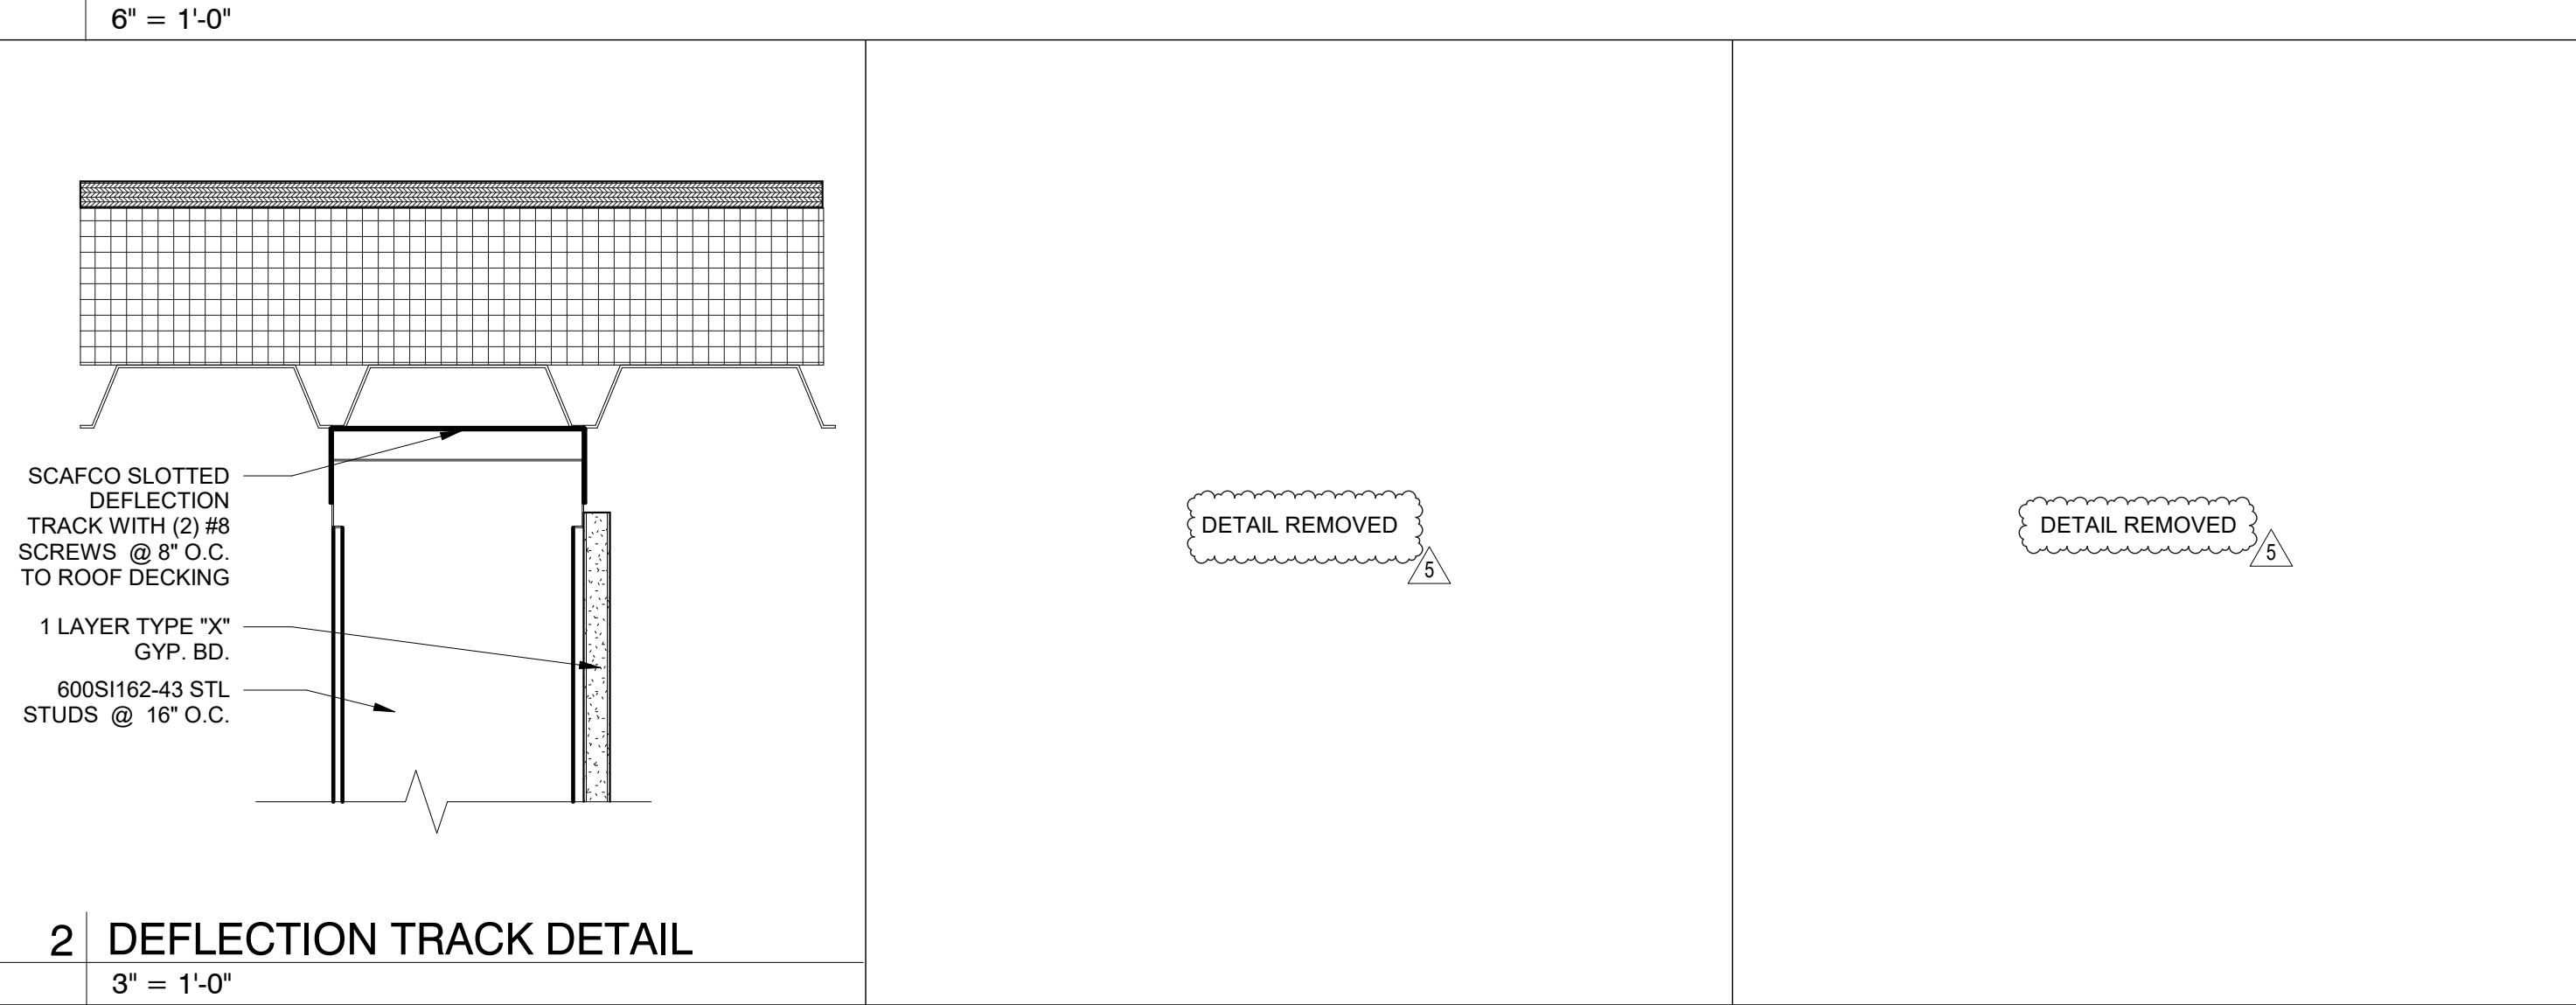 6" = 1'-0"
SCAFCO SLOTTED
DEFLECTION
TRACK WITH (2) #8
SCREWS @ 8" O.C.
TO ROOF DECKING
1 LAYER TYPE "X"
GYP. BD.
600SI162-43 STL
STUDS @ 16" O.C.
2 DEFLECTION TRACK DETAIL
3" = 1'-0"
DETAIL REMOVED
5
DETAIL REMOVED
5